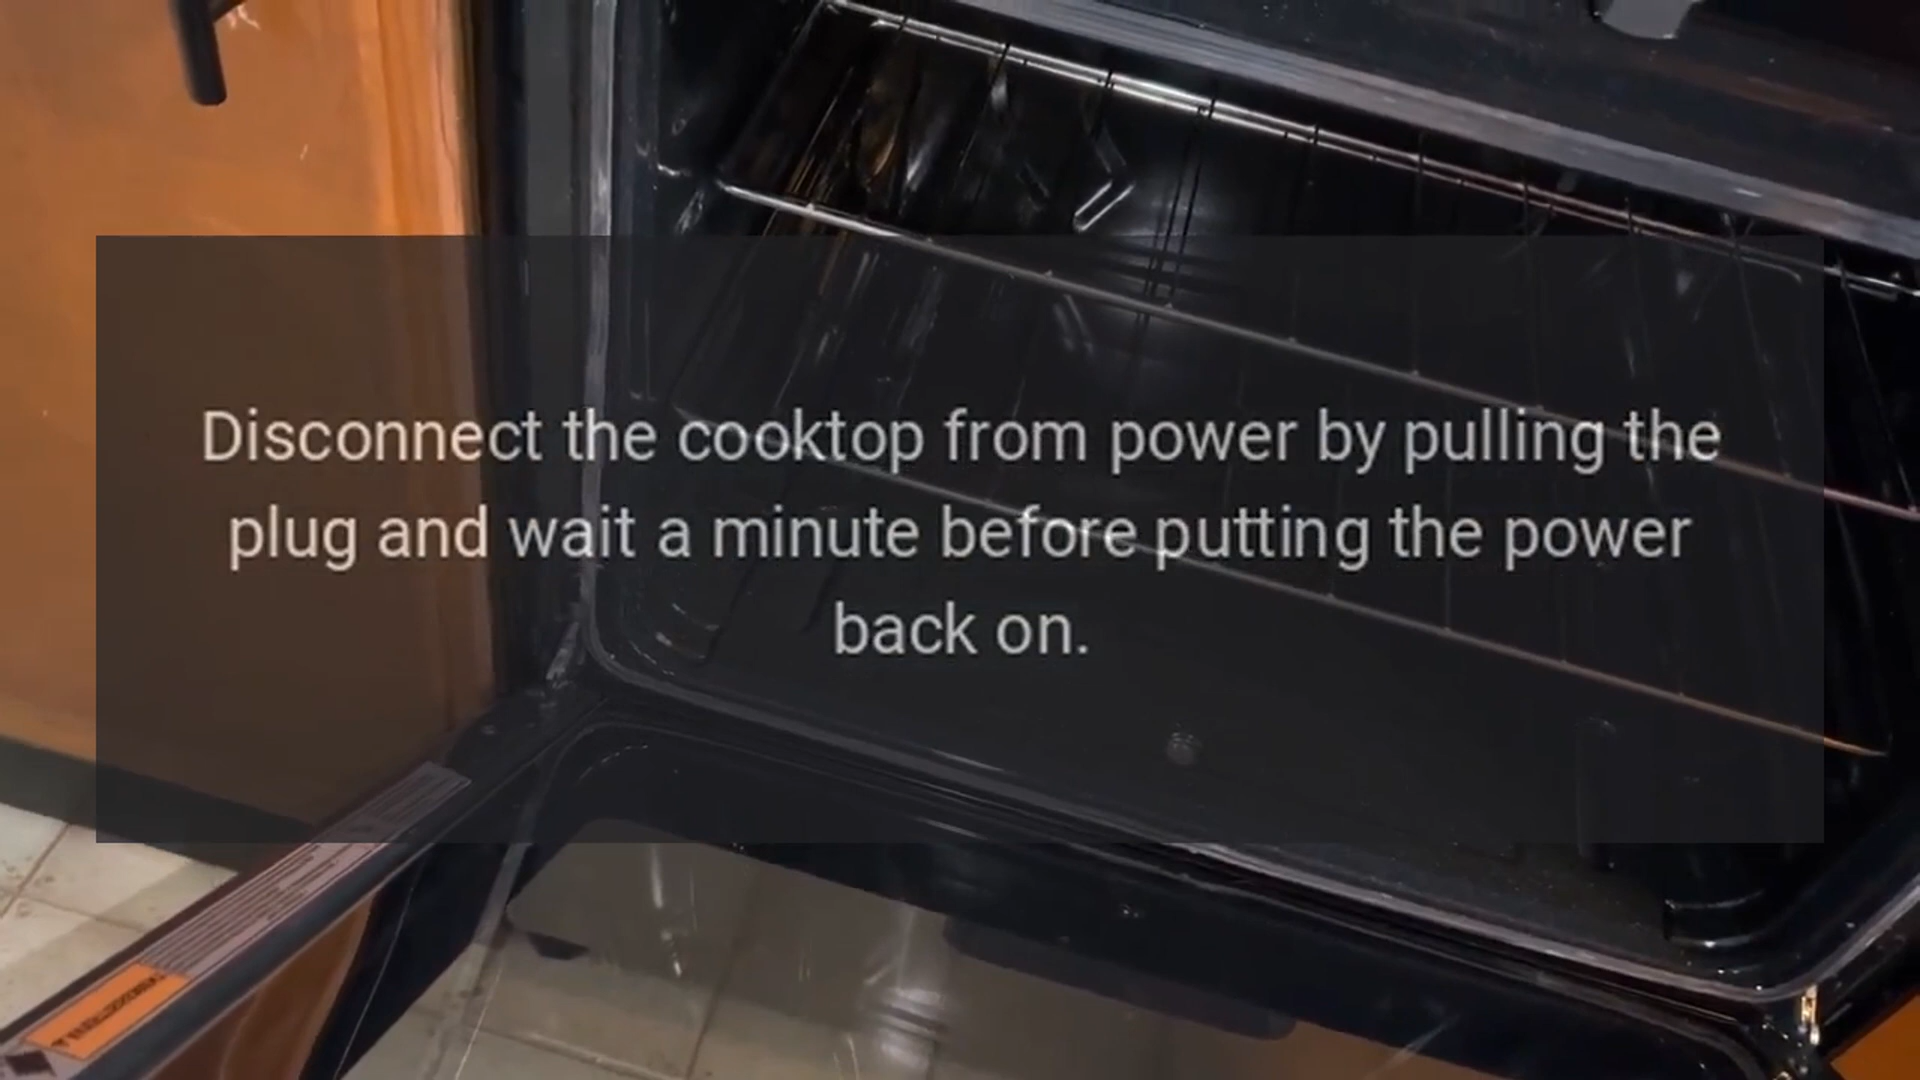 Disconnect the cooktop from power by pulling the
plug and wait a minute before putting the power
back on.